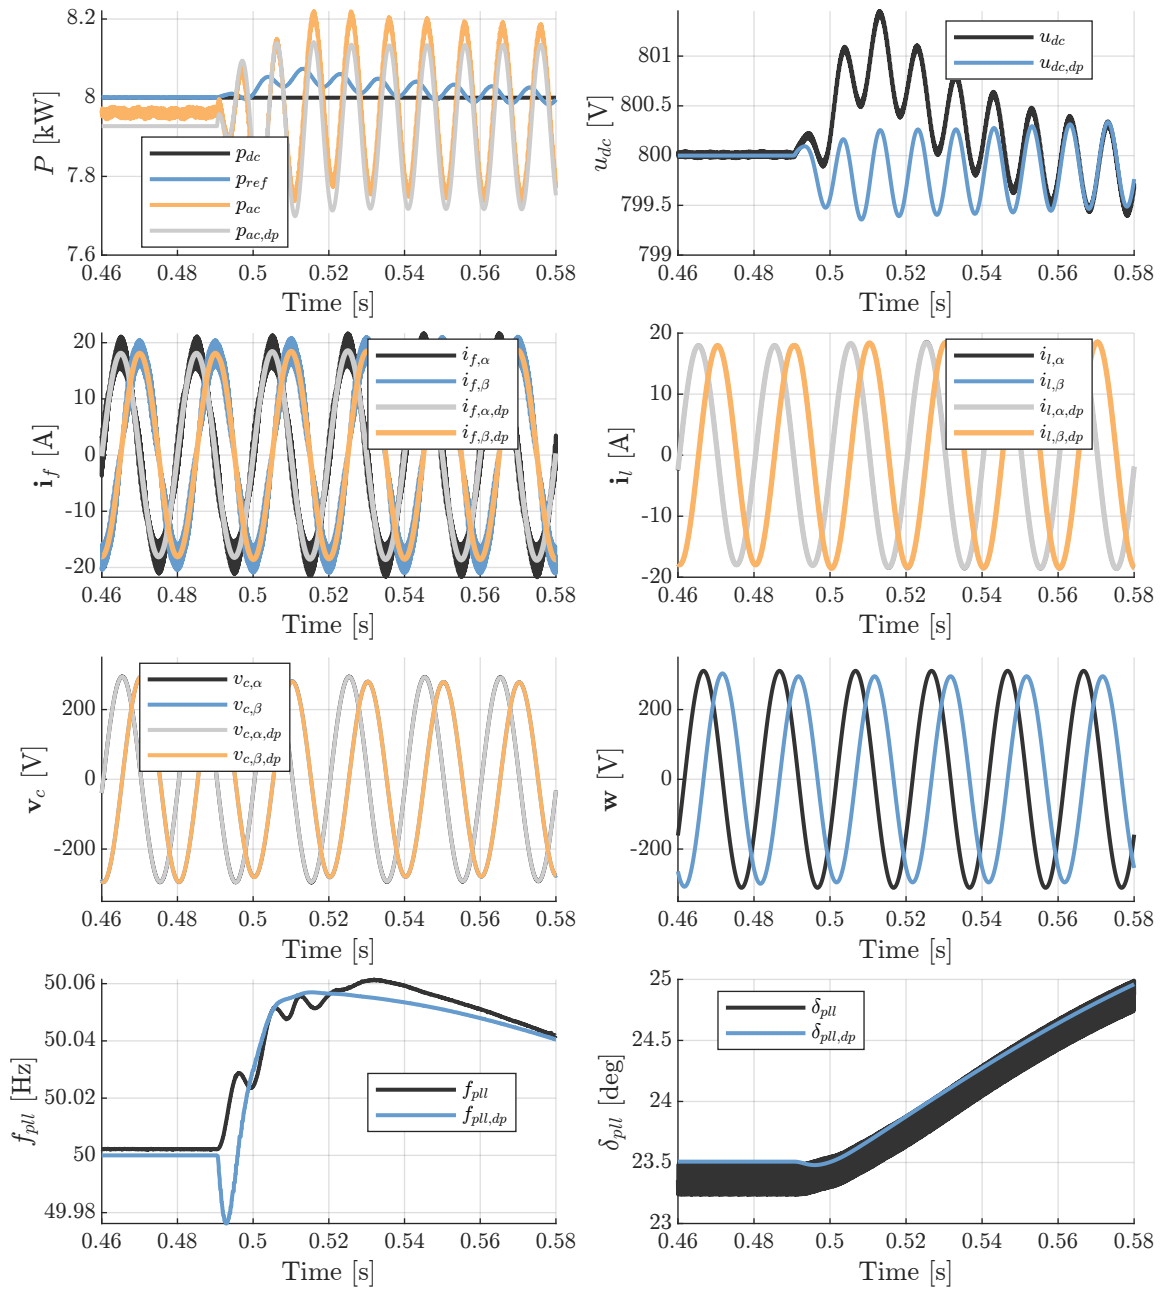 P [kW]
8.2
8
7.8
7.6
p_dc
p_ref
p_ac
p_ac,dp
0.46 0.48 0.5 0.52 0.54 0.56 0.58
Time [s]
u_dc [V]
801
800.5
800
799.5
799
u_dc
u_dc,dp
0.46 0.48 0.5 0.52 0.54 0.56 0.58
Time [s]
i_f [A]
20
10
0
-10
-20
i_f,α
i_f,β
i_f,α,dp
i_f,β,dp
0.46 0.48 0.5 0.52 0.54 0.56 0.58
Time [s]
i_l [A]
20
10
0
-10
-20
i_l,α
i_l,β
i_l,α,dp
i_l,β,dp
0.46 0.48 0.5 0.52 0.54 0.56 0.58
Time [s]
v_c [V]
200
0
-200
v_c,α
v_c,β
v_c,α,dp
v_c,β,dp
0.46 0.48 0.5 0.52 0.54 0.56 0.58
Time [s]
w [V]
200
0
-200
0.46 0.48 0.5 0.52 0.54 0.56 0.58
Time [s]
f_pll [Hz]
50.06
50.04
50.02
50
49.98
f_pll
f_pll,dp
0.46 0.48 0.5 0.52 0.54 0.56 0.58
Time [s]
δ_pll [deg]
25
24.5
24
23.5
23
δ_pll
δ_pll,dp
0.46 0.48 0.5 0.52 0.54 0.56 0.58
Time [s]